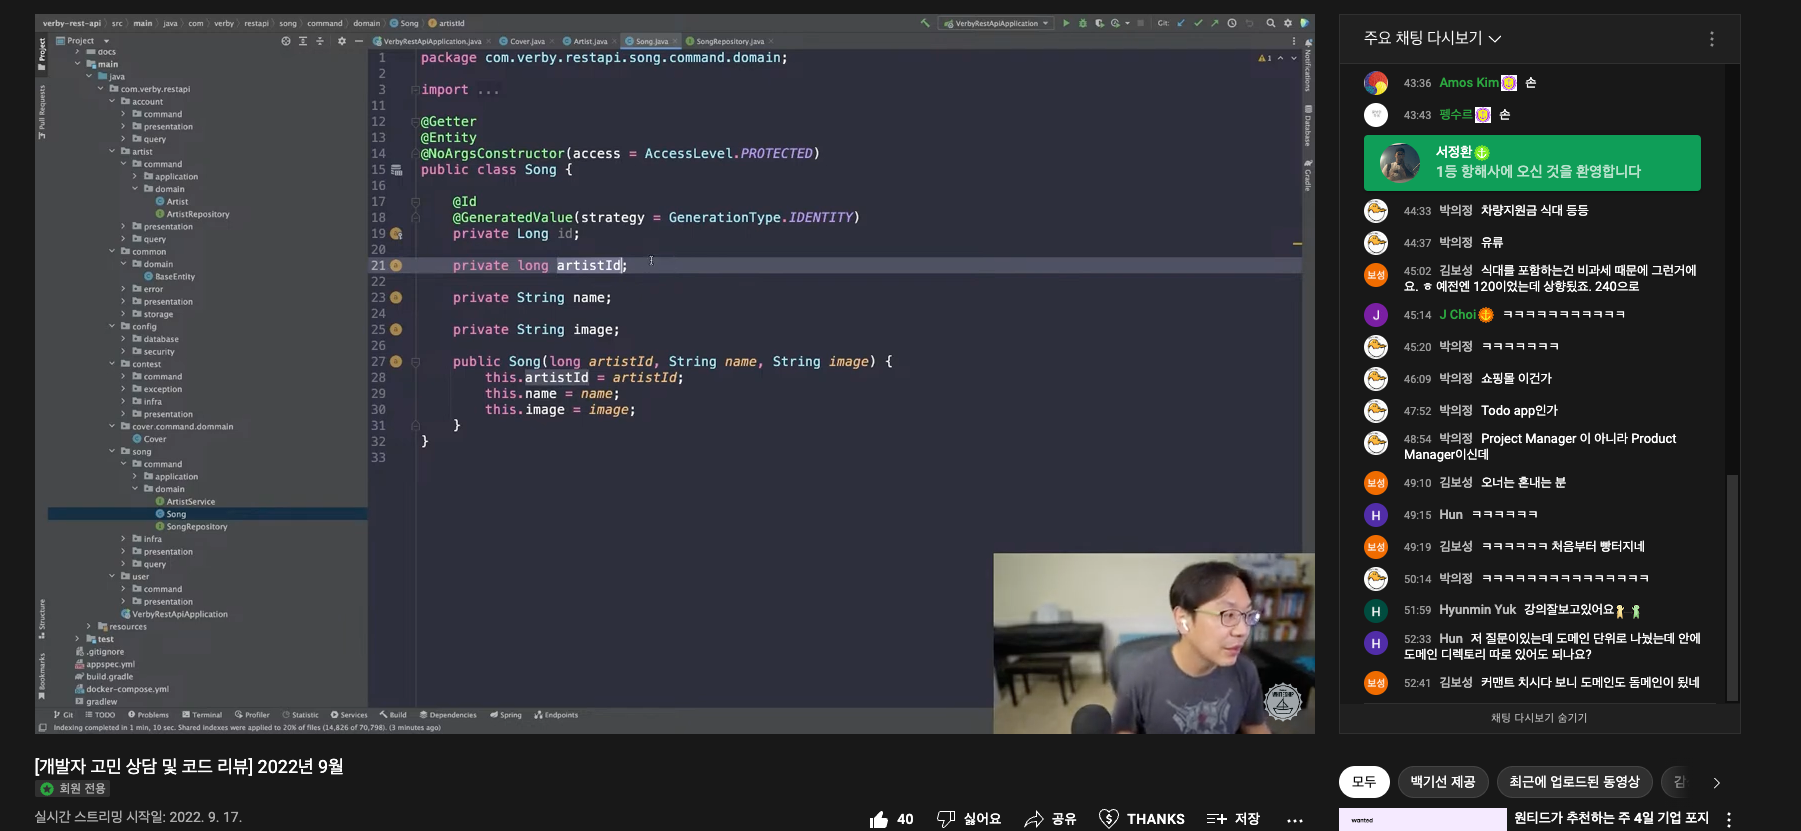 verby-rest-api > src > main > java > com > verby > restapi > song > command > domain > Song > artistId
VerbyRestApiApplication
Git:
Project
VerbyRestApiApplication.java
Cover.java
Artist.java
Song.java
SongRepository.java
Project
Pull Requests
Structure
Bookmarks
docs
main
java
com.verby.restapi
account
command
presentation
query
artist
command
application
domain
Artist
ArtistRepository
presentation
query
common
domain
BaseEntity
error
presentation
storage
config
database
security
contest
command
exception
infra
presentation
cover.command.dommain
Cover
song
command
application
domain
ArtistService
Song
SongRepository
infra
presentation
query
user
command
presentation
VerbyRestApiApplication
resources
test
.gitignore
appspec.yml
build.gradle
docker-compose.yml
gradlew
1 package com.verby.restapi.song.command.domain;
2
3 import ...
11
12 @Getter
13 @Entity
14 @NoArgsConstructor(access = AccessLevel.PROTECTED)
15 public class Song {
16
17 @Id
18 @GeneratedValue(strategy = GenerationType.IDENTITY)
19 private Long id;
20
21 private long artistId;
22
23 private String name;
24
25 private String image;
26
27 public Song(long artistId, String name, String image) {
28 this.artistId = artistId;
29 this.name = name;
30 this.image = image;
31 }
32 }
33
1
Notifications
Database
Gradle
WHITESHIP
Git TODO Problems Terminal Profiler Statistic Services Build Dependencies Spring Endpoints
Indexing completed in 1 min, 10 sec. Shared indexes were applied to 20% of files (14,826 of 70,798). (3 minutes ago)
[개발자 고민 상담 및 코드 리뷰] 2022년 9월
회원 전용
실시간 스트리밍 시작일: 2022. 9. 17.
40 싫어요 공유 THANKS 저장 ...
주요 채팅 다시보기
43:36 Amos Kim 손
43:43 펭수르 손
서정환
1등 항해사에 오신 것을 환영합니다
44:33 박의정 차량지원금 식대 등등
44:37 박의정 유류
보성 45:02 김보성 식대를 포함하는건 비과세 때문에 그런거에
요. ㅎ 예전엔 120이었는데 상향됬죠. 240으로
J 45:14 J Choi ㅋㅋㅋㅋㅋㅋㅋㅋㅋㅋㅋ
45:20 박의정 ㅋㅋㅋㅋㅋㅋㅋ
46:09 박의정 쇼핑몰 이건가
47:52 박의정 Todo app인가
48:54 박의정 Project Manager 이 아니라 Product
Manager이신데
보성 49:10 김보성 오너는 혼내는 분
H 49:15 Hun ㅋㅋㅋㅋㅋㅋ
보성 49:19 김보성 ㅋㅋㅋㅋㅋㅋ 처음부터 빵터지네
50:14 박의정 ㅋㅋㅋㅋㅋㅋㅋㅋㅋㅋㅋㅋㅋㅋㅋ
H 51:59 Hyunmin Yuk 강의잘보고있어요
H 52:33 Hun 저 질문이있는데 도메인 단위로 나눴는데 안에
도메인 디렉토리 따로 있어도 되나요?
보성 52:41 김보성 커맨트 치시다 보니 도메인도 돔메인이 됬네
채팅 다시보기 숨기기
모두 백기선 제공 최근에 업로드된 동영상 감
wanted
원티드가 추천하는 주 4일 기업 포지